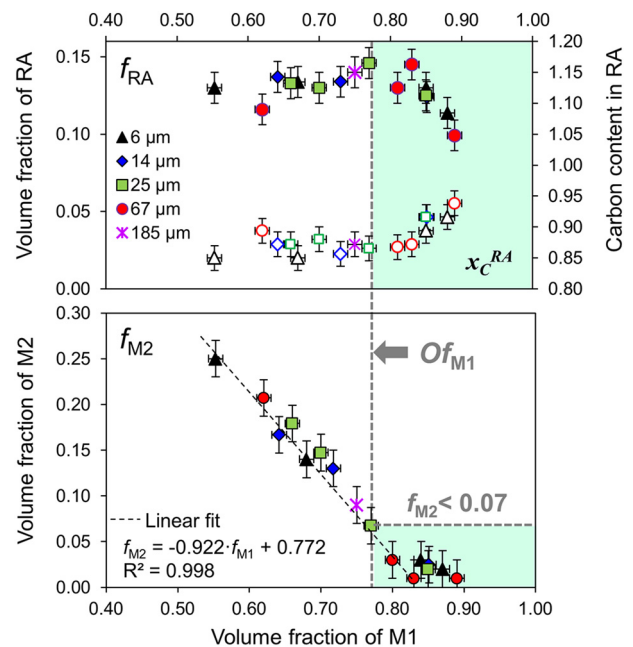 0.40 0.50 0.60 0.70 0.80 0.90 1.00
Volume fraction of RA
0.15
0.10
0.05
0.00
fRA
6 µm
14 µm
25 µm
67 µm
185 µm
xCRA
1.20
1.15
1.10
1.05
1.00
0.95
0.90
0.85
0.80
Carbon content in RA
Volume fraction of M2
0.30
0.25
0.20
0.15
0.10
0.05
0.00
fM2
OfM1
fM2< 0.07
Linear fit
fM2 = -0.922·fM1 + 0.772
R² = 0.998
0.40 0.50 0.60 0.70 0.80 0.90 1.00
Volume fraction of M1